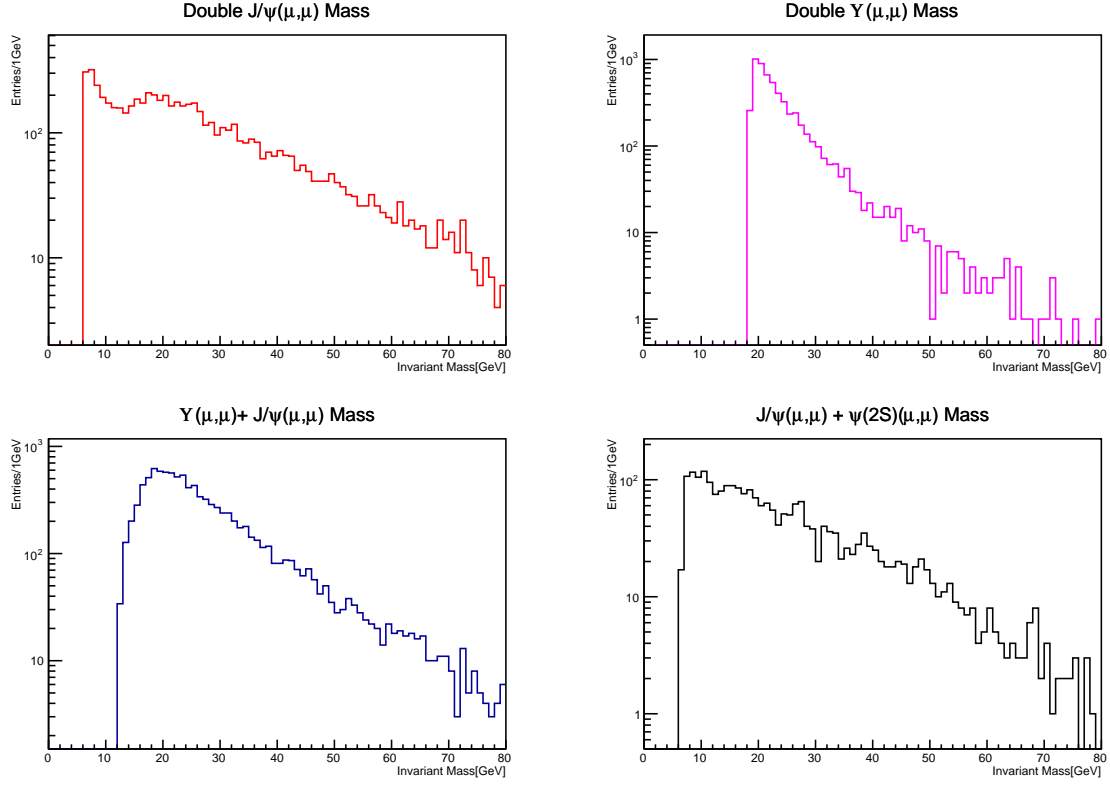 Double J/ψ(μ,μ) Mass
Entries/1GeV
10²
10
0 10 20 30 40 50 60 70 80
Invariant Mass[GeV]
Double Υ(μ,μ) Mass
Entries/1GeV
10³
10²
10
1
0 10 20 30 40 50 60 70 80
Invariant Mass[GeV]
Υ(μ,μ)+ J/ψ(μ,μ) Mass
Entries/1GeV
10³
10²
10
0 10 20 30 40 50 60 70 80
Invariant Mass[GeV]
J/ψ(μ,μ) + ψ(2S)(μ,μ) Mass
Entries/1GeV
10²
10
1
0 10 20 30 40 50 60 70 80
Invariant Mass[GeV]